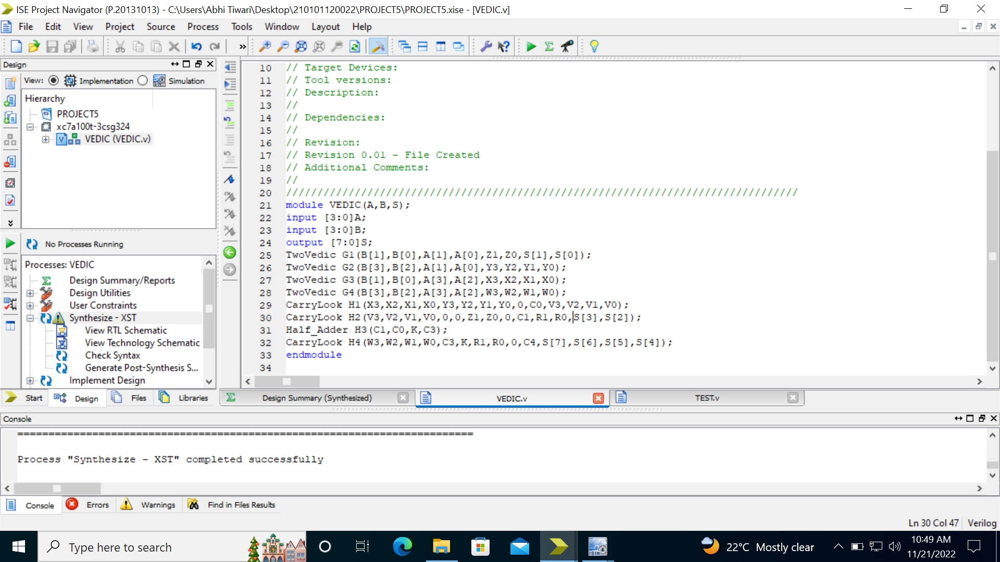 ISE Project Navigator (P.20131013) - C:\Users\Abhi Tiwari\Desktop\210101120022\PROJECT5\PROJECT5.xise - [VEDIC.v]
File Edit View Project Source Process Tools Window Layout Help
Design
View: Implementation Simulation
Hierarchy
PROJECT5
xc7a100t-3csg324
VEDIC (VEDIC.v)
No Processes Running
Processes: VEDIC
Design Summary/Reports
Design Utilities
User Constraints
Synthesize - XST
View RTL Schematic
View Technology Schematic
Check Syntax
Generate Post-Synthesis S...
Implement Design
Start Design Files Libraries
10 // Target Devices:
11 // Tool versions:
12 // Description:
13 //
14 // Dependencies:
15 //
16 // Revision:
17 // Revision 0.01 - File Created
18 // Additional Comments:
19 //
20 //////////////////////////////////////////////////////////////////////////////////
21 module VEDIC(A,B,S);
22 input [3:0]A;
23 input [3:0]B;
24 output [7:0]S;
25 TwoVedic G1(B[1],B[0],A[1],A[0],Z1,Z0,S[1],S[0]);
26 TwoVedic G2(B[3],B[2],A[1],A[0],Y3,Y2,Y1,Y0);
27 TwoVedic G3(B[1],B[0],A[3],A[2],X3,X2,X1,X0);
28 TwoVedic G4(B[3],B[2],A[3],A[2],W3,W2,W1,W0);
29 CarryLook H1(X3,X2,X1,X0,Y3,Y2,Y1,Y0,0,C0,V3,V2,V1,V0);
30 CarryLook H2(V3,V2,V1,V0,0,0,Z1,Z0,0,C1,R1,R0,S[3],S[2]);
31 Half_Adder H3(C1,C0,K,C3);
32 CarryLook H4(W3,W2,W1,W0,C3,K,R1,R0,0,C4,S[7],S[6],S[5],S[4]);
33 endmodule
34
Design Summary (Synthesized) VEDIC.v TEST.v
Console
=========================================================================
Process "Synthesize - XST" completed successfully
Console Errors Warnings Find in Files Results
Ln 30 Col 47 Verilog
Type here to search
ISim
22°C Mostly clear
10:49 AM
11/21/2022